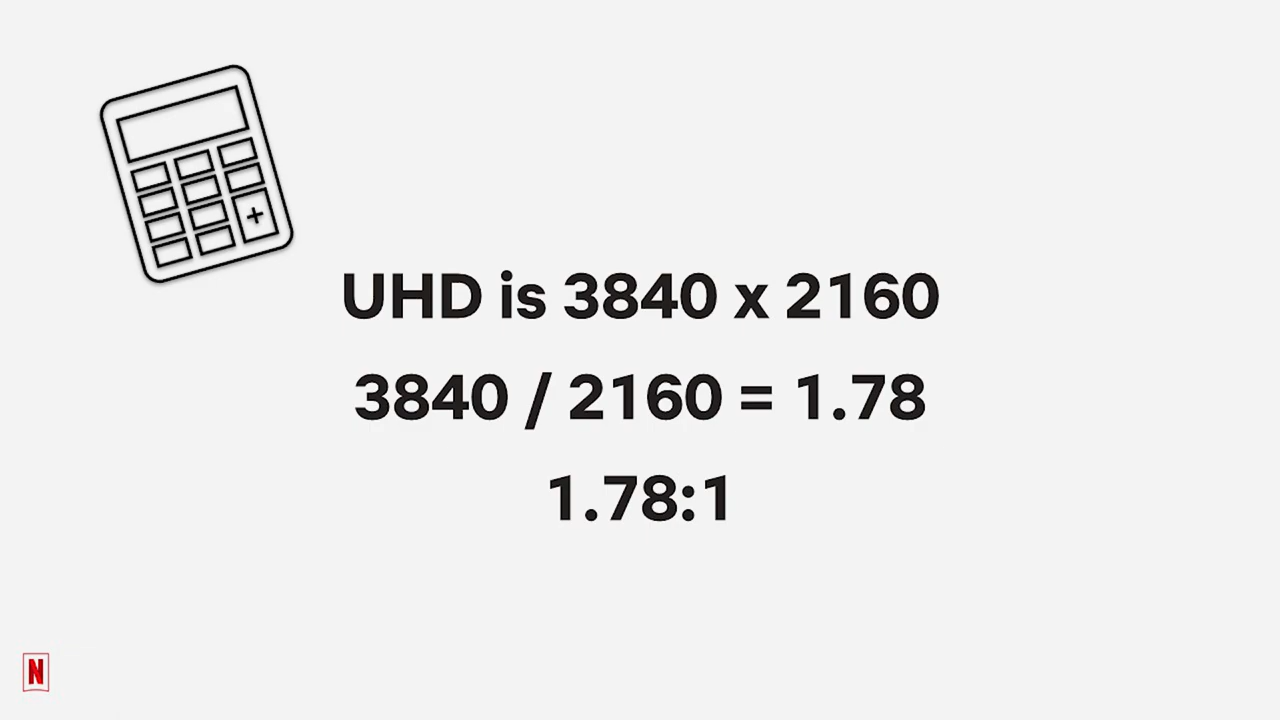 +
UHD is 3840 x 2160
3840 / 2160 = 1.78
1.78:1
N